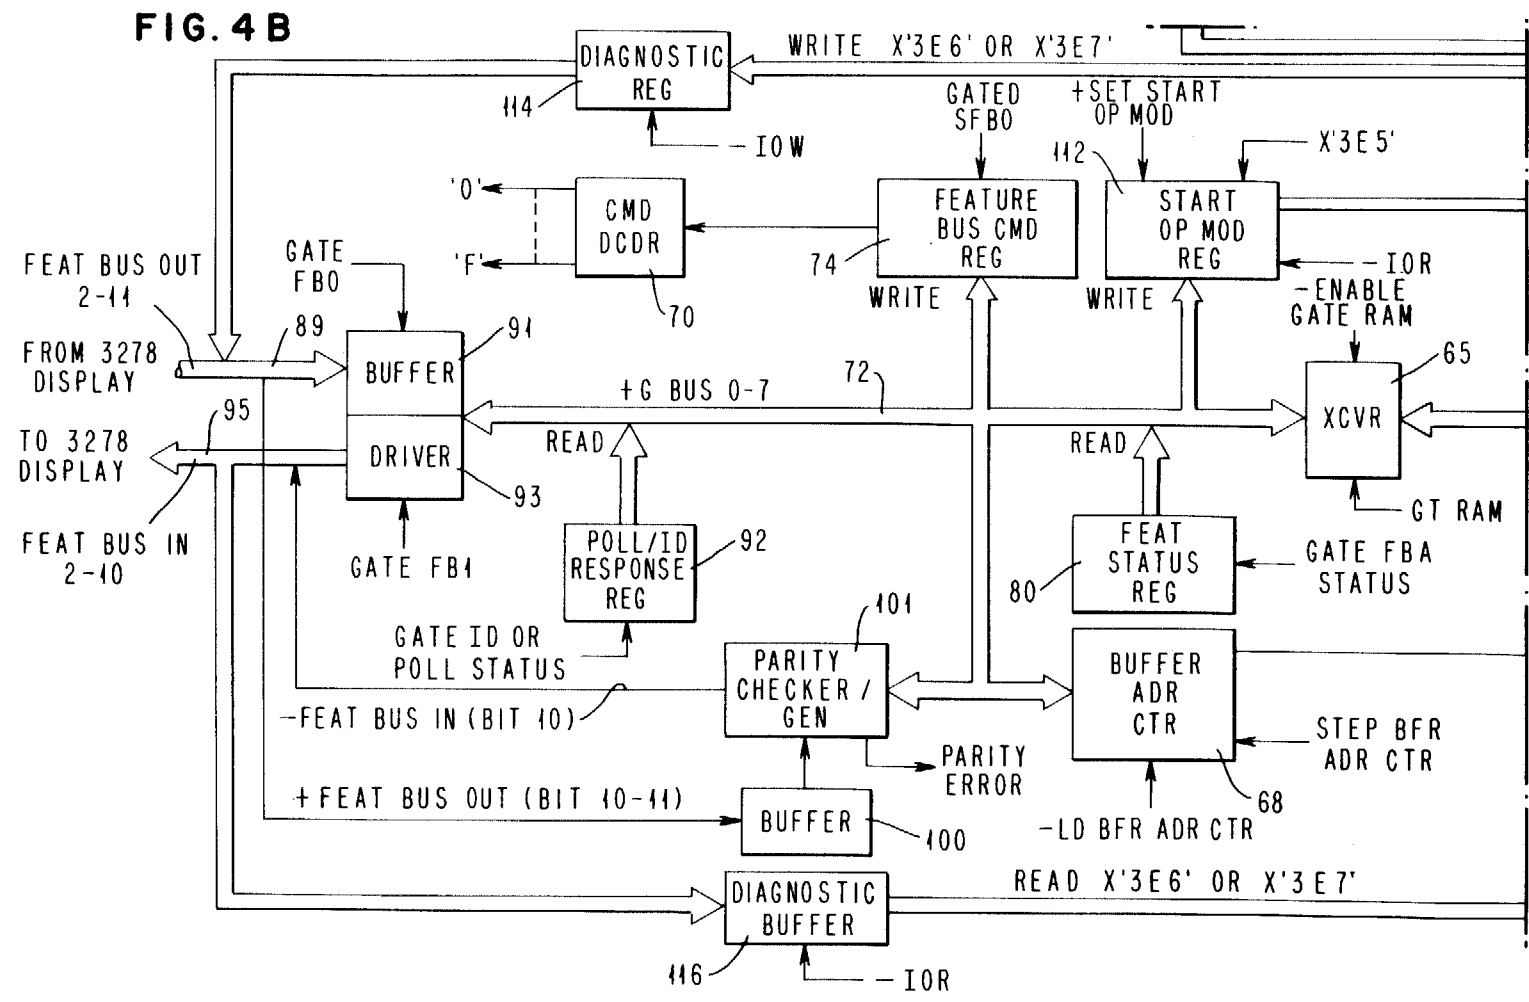 FIG. 4 B
DIAGNOSTIC
REG
114
WRITE X'3E6' OR X'3E7'
-IOW
GATED
SFBO
+SET START
OP MOD
X'3E5'
112
'0'
'F'
CMD
DCDR
70
FEATURE
BUS CMD
REG
74
WRITE
START
OP MOD
REG
WRITE
-IOR
-ENABLE
GATE RAM
FEAT BUS OUT
2-11
GATE
FBO
89
FROM 3278
DISPLAY
BUFFER
91
+G BUS 0-7
72
XCVR
65
95
TO 3278
DISPLAY
DRIVER
93
READ
READ
GT RAM
FEAT BUS IN
2-10
GATE FB1
POLL/ID
RESPONSE
REG
92
FEAT
STATUS
REG
80
GATE FBA
STATUS
GATE ID OR
POLL STATUS
101
PARITY
CHECKER /
GEN
BUFFER
ADR
CTR
-FEAT BUS IN (BIT 10)
STEP BFR
ADR CTR
PARITY
ERROR
68
+ FEAT BUS OUT (BIT 10-11)
BUFFER
100
-LD BFR ADR CTR
DIAGNOSTIC
BUFFER
READ X'3E6' OR X'3E7'
116
-IOR